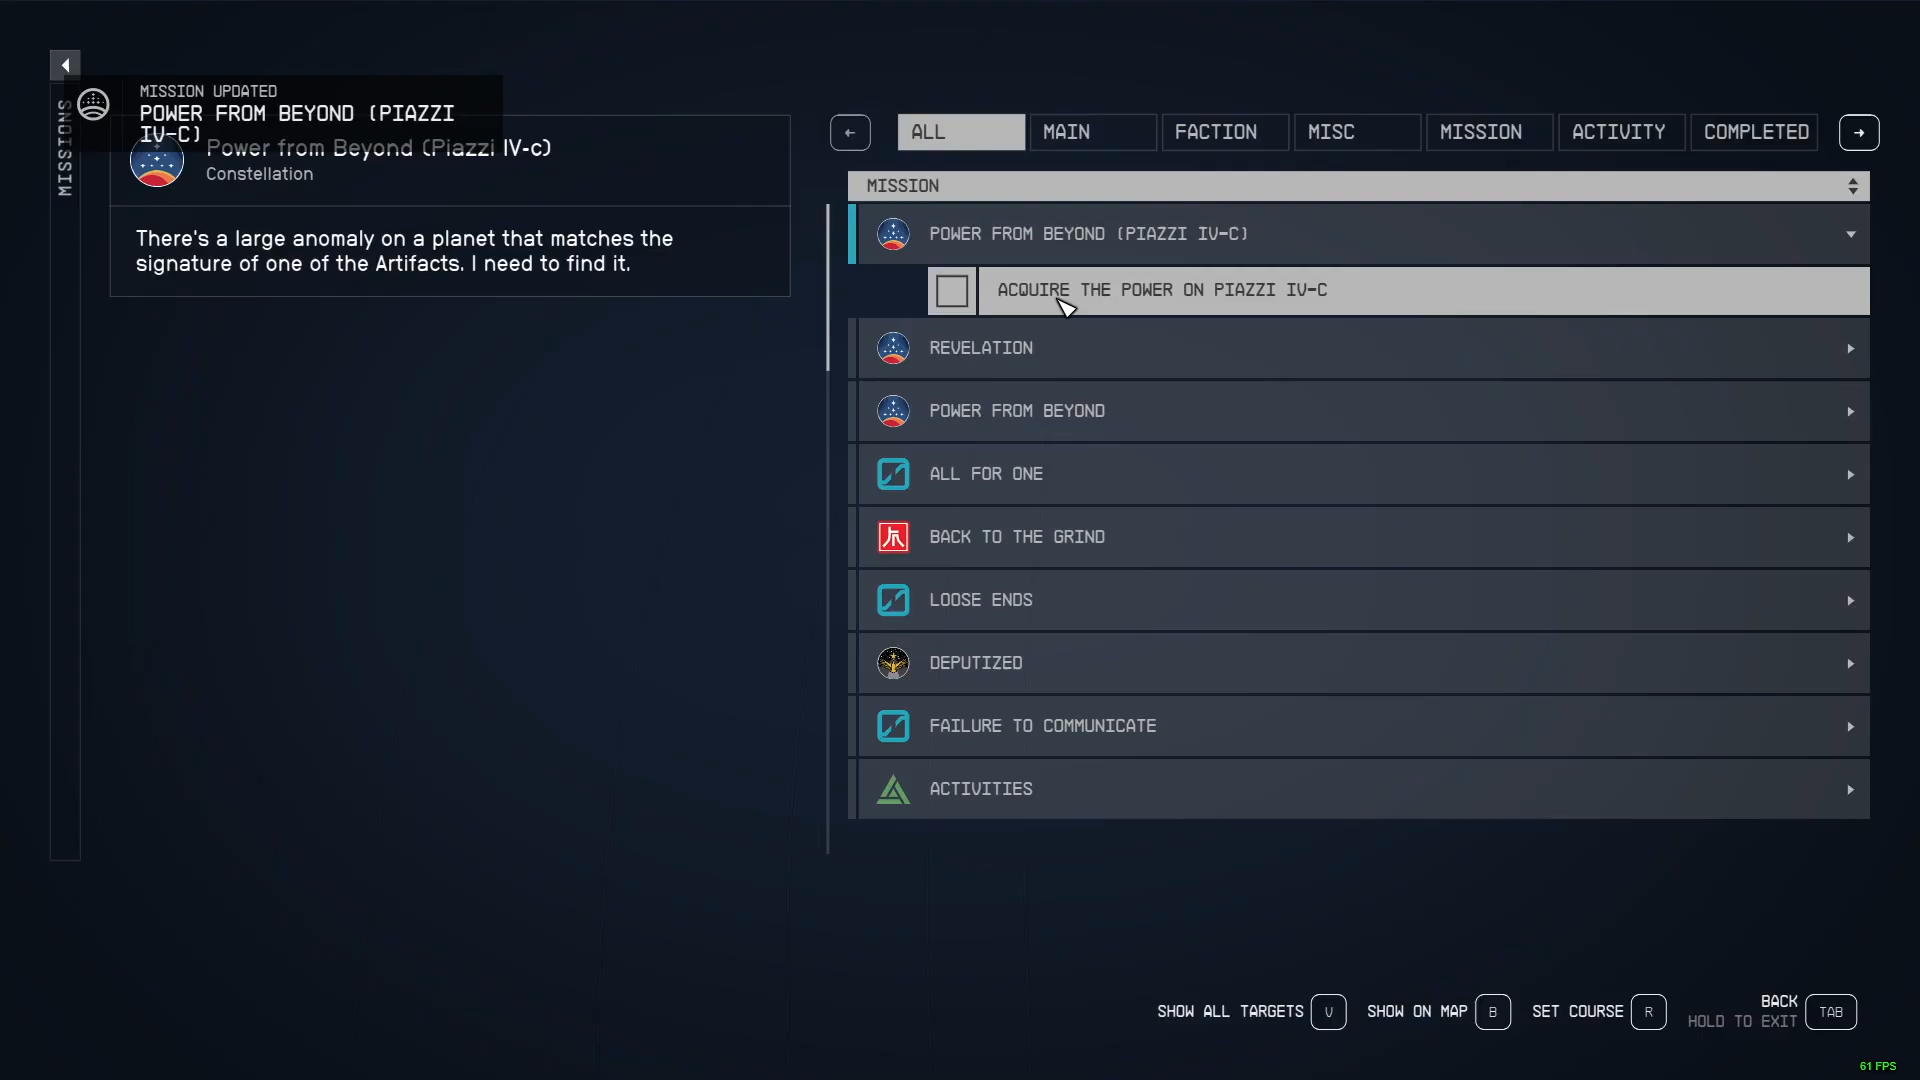 MISSION UPDATED
POWER FROM BEYOND (PIAZZI
IV-C)
MISSIONS
Power from Beyond (Piazzi IV-c)
Constellation
There's a large anomaly on a planet that matches the
signature of one of the Artifacts. I need to find it.
ALL
MAIN
FACTION
MISC
MISSION
ACTIVITY
COMPLETED
MISSION
POWER FROM BEYOND (PIAZZI IV-C)
ACQUIRE THE POWER ON PIAZZI IV-C
REVELATION
POWER FROM BEYOND
ALL FOR ONE
BACK TO THE GRIND
LOOSE ENDS
DEPUTIZED
FAILURE TO COMMUNICATE
ACTIVITIES
SHOW ALL TARGETS V
SHOW ON MAP B
SET COURSE R
BACK
HOLD TO EXIT
TAB
61 FPS